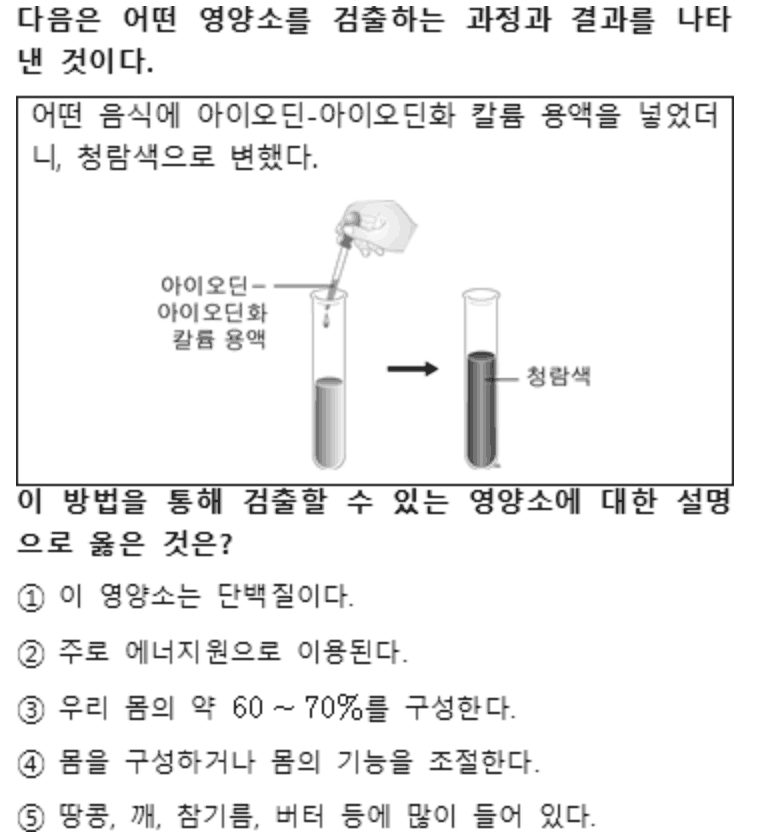 다음은 어떤 영양소를 검출하는 과정과 결과를 나타
낸 것이다.
어떤 음식에 아이오딘-아이오딘화 칼륨 용액을 넣었더
니, 청람색으로 변했다.
아이오딘-
아이오딘화
칼륨 용액
청람색
이 방법을 통해 검출할 수 있는 영양소에 대한 설명
으로 옳은 것은?
① 이 영양소는 단백질이다.
② 주로 에너지원으로 이용된다.
③ 우리 몸의 약 60 ~ 70%를 구성한다.
④ 몸을 구성하거나 몸의 기능을 조절한다.
⑤ 땅콩, 깨, 참기름, 버터 등에 많이 들어 있다.